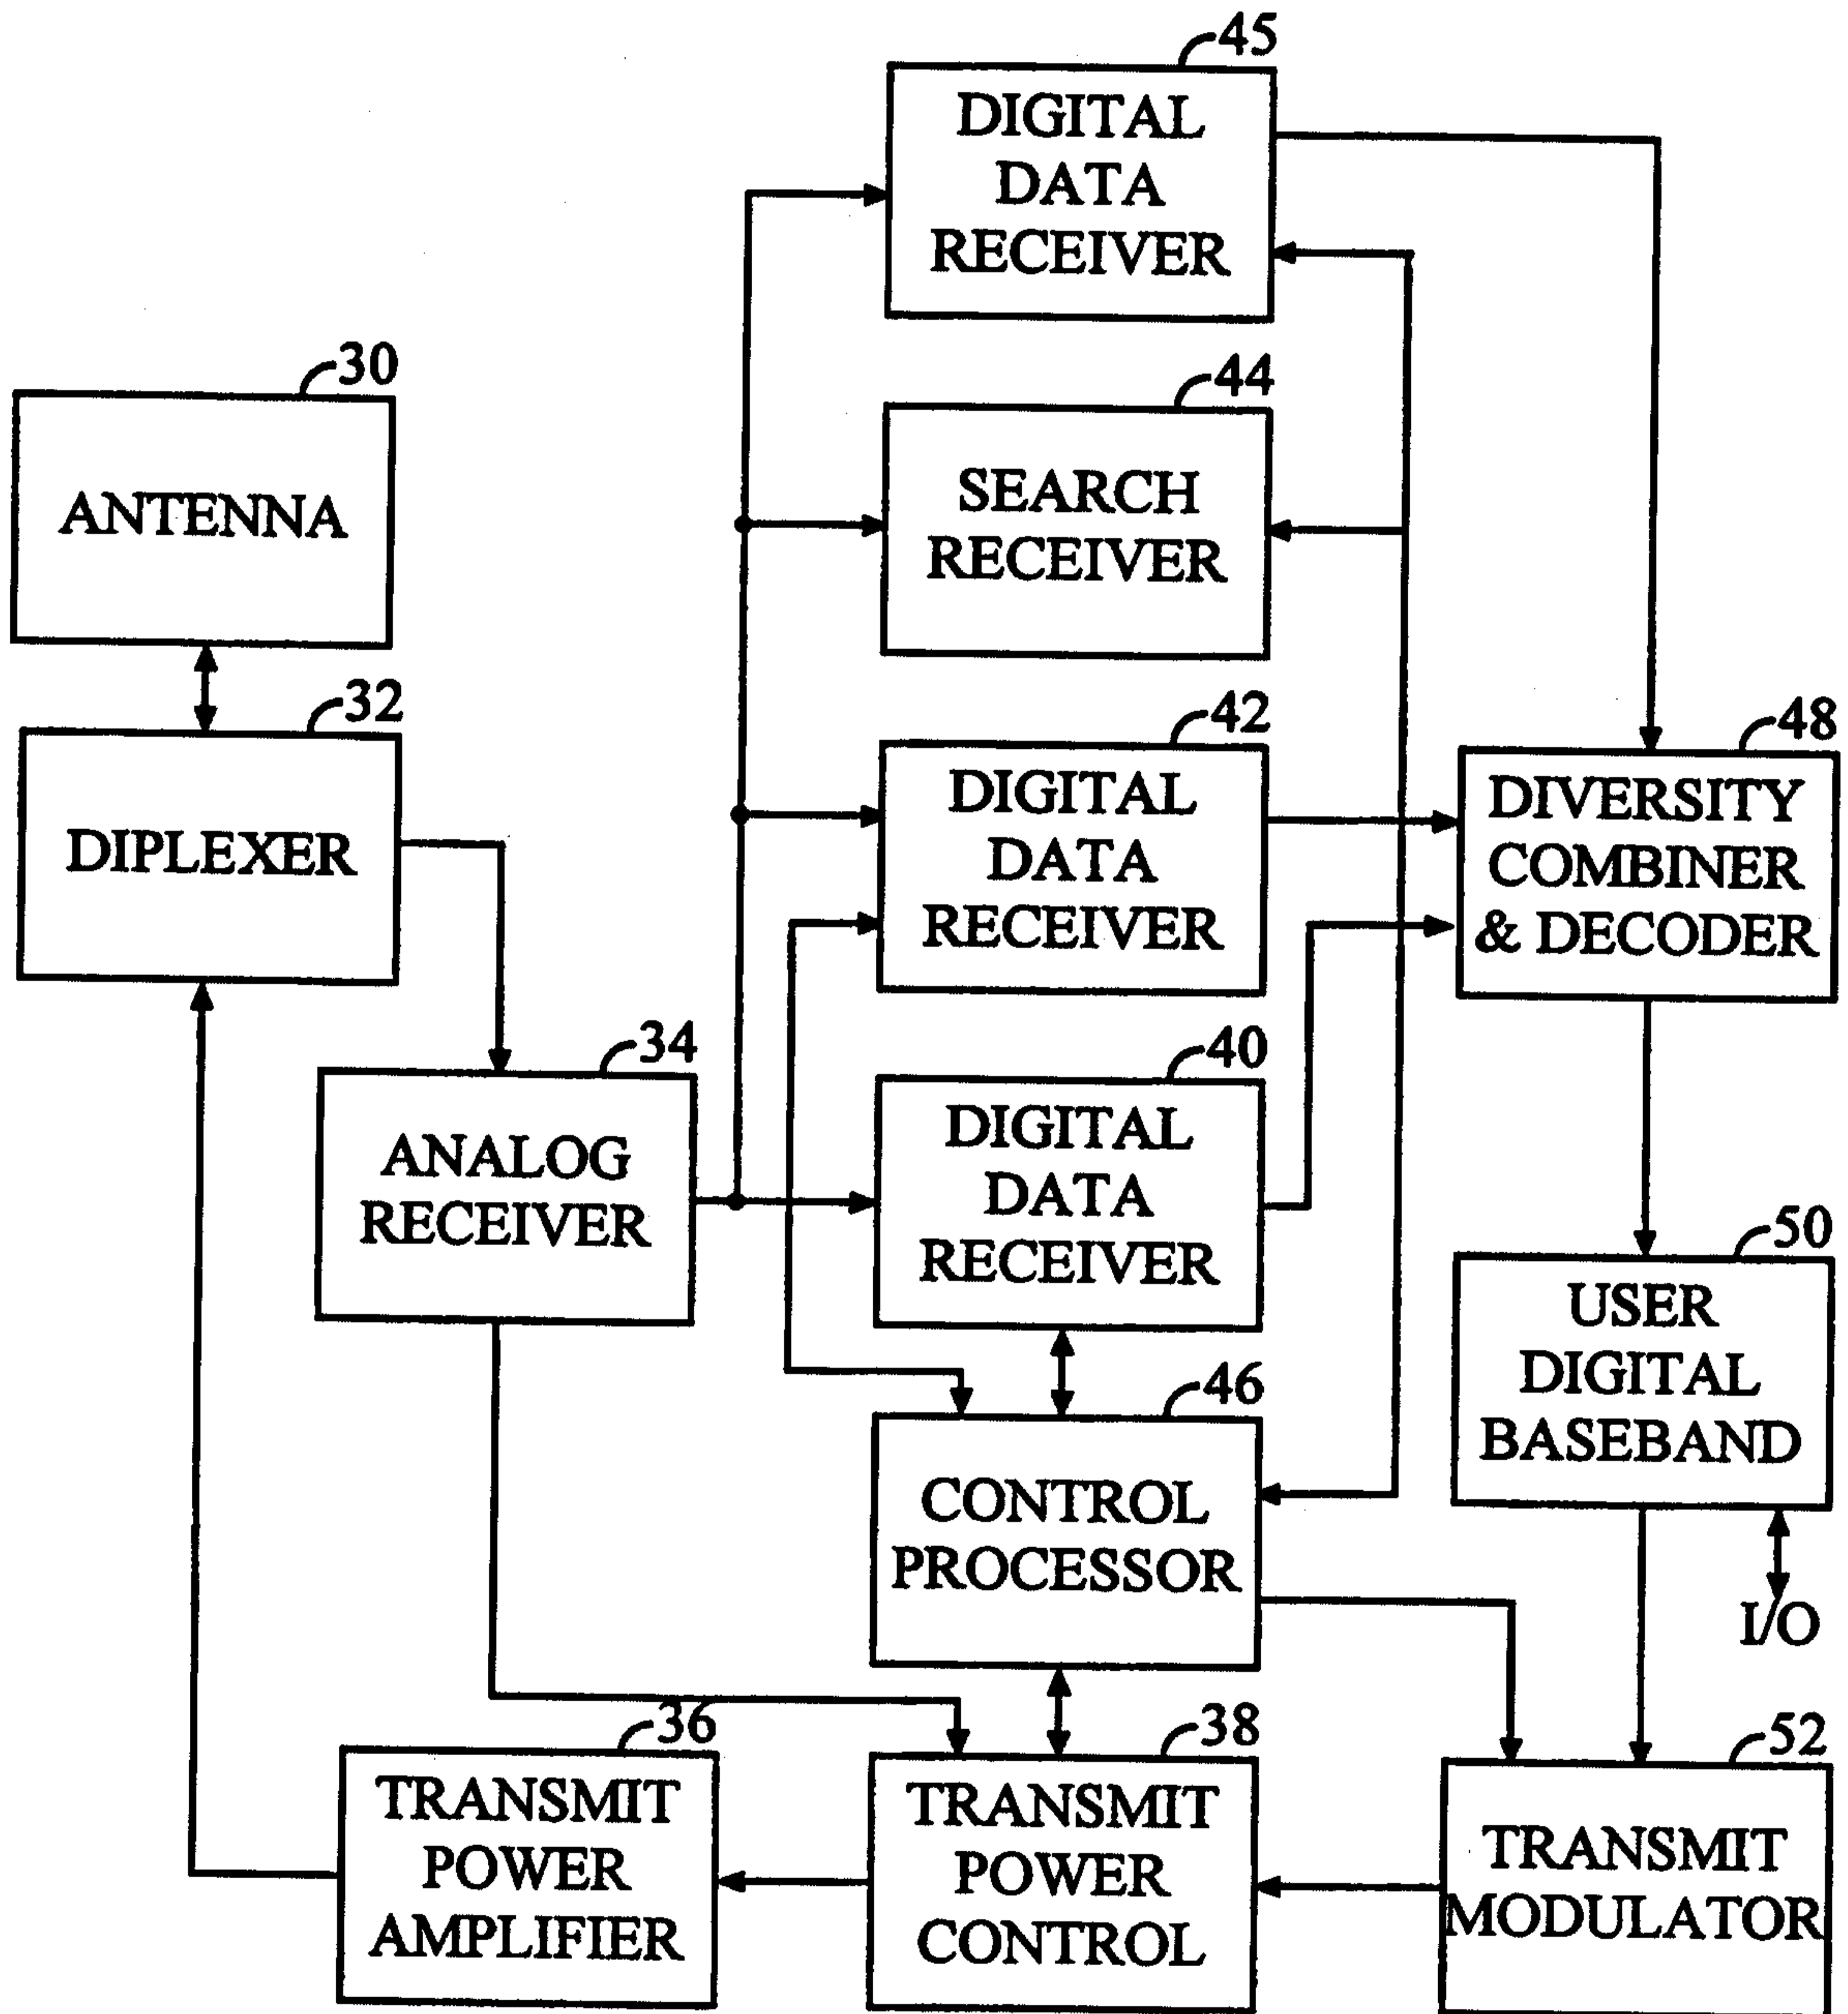 45
DIGITAL
DATA
RECEIVER
30
ANTENNA
44
SEARCH
RECEIVER
32
DIPLEXER
42
DIGITAL
DATA
RECEIVER
48
DIVERSITY
COMBINER
& DECODER
34
ANALOG
RECEIVER
40
DIGITAL
DATA
RECEIVER
50
USER
DIGITAL
BASEBAND
I/O
46
CONTROL
PROCESSOR
36
TRANSMIT
POWER
AMPLIFIER
38
TRANSMIT
POWER
CONTROL
52
TRANSMIT
MODULATOR